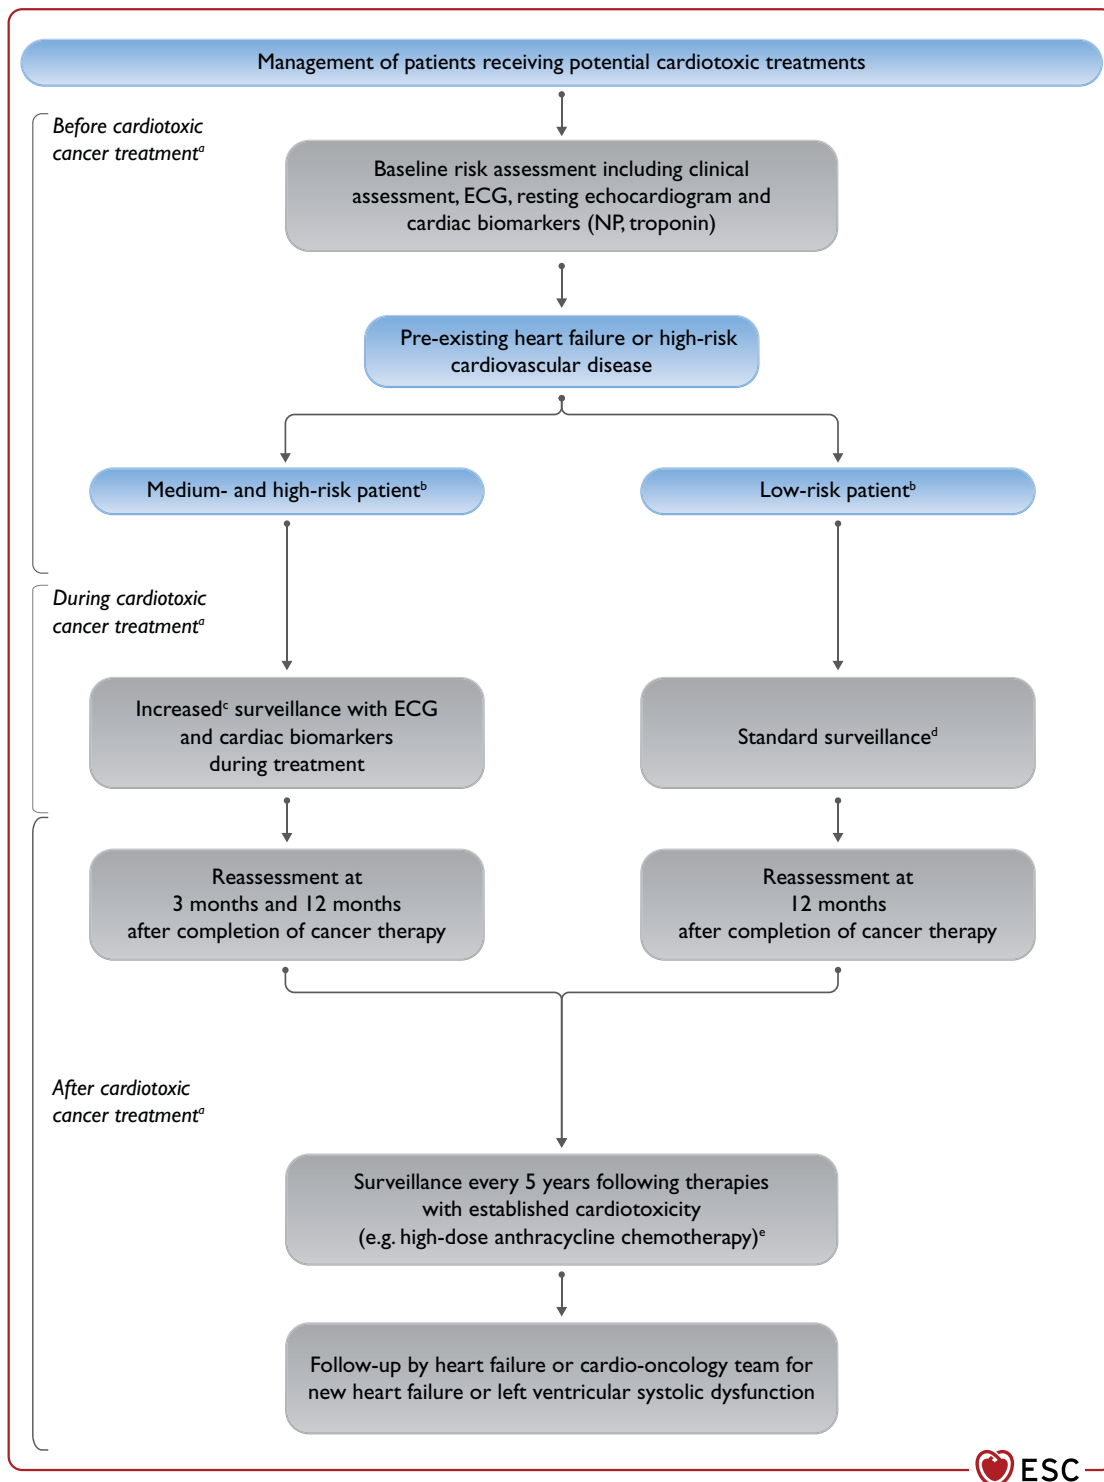 Management of patients receiving potential cardiotoxic treatments
Before cardiotoxic
cancer treatmentᵃ
Baseline risk assessment including clinical
assessment, ECG, resting echocardiogram and
cardiac biomarkers (NP, troponin)
Pre-existing heart failure or high-risk
cardiovascular disease
Medium- and high-risk patientᵇ
Low-risk patientᵇ
During cardiotoxic
cancer treatmentᵃ
Increasedᶜ surveillance with ECG
and cardiac biomarkers
during treatment
Standard surveillanceᵈ
Reassessment at
3 months and 12 months
after completion of cancer therapy
Reassessment at
12 months
after completion of cancer therapy
After cardiotoxic
cancer treatmentᵃ
Surveillance every 5 years following therapies
with established cardiotoxicity
(e.g. high-dose anthracycline chemotherapy)ᵉ
Follow-up by heart failure or cardio-oncology team for
new heart failure or left ventricular systolic dysfunction
ESC